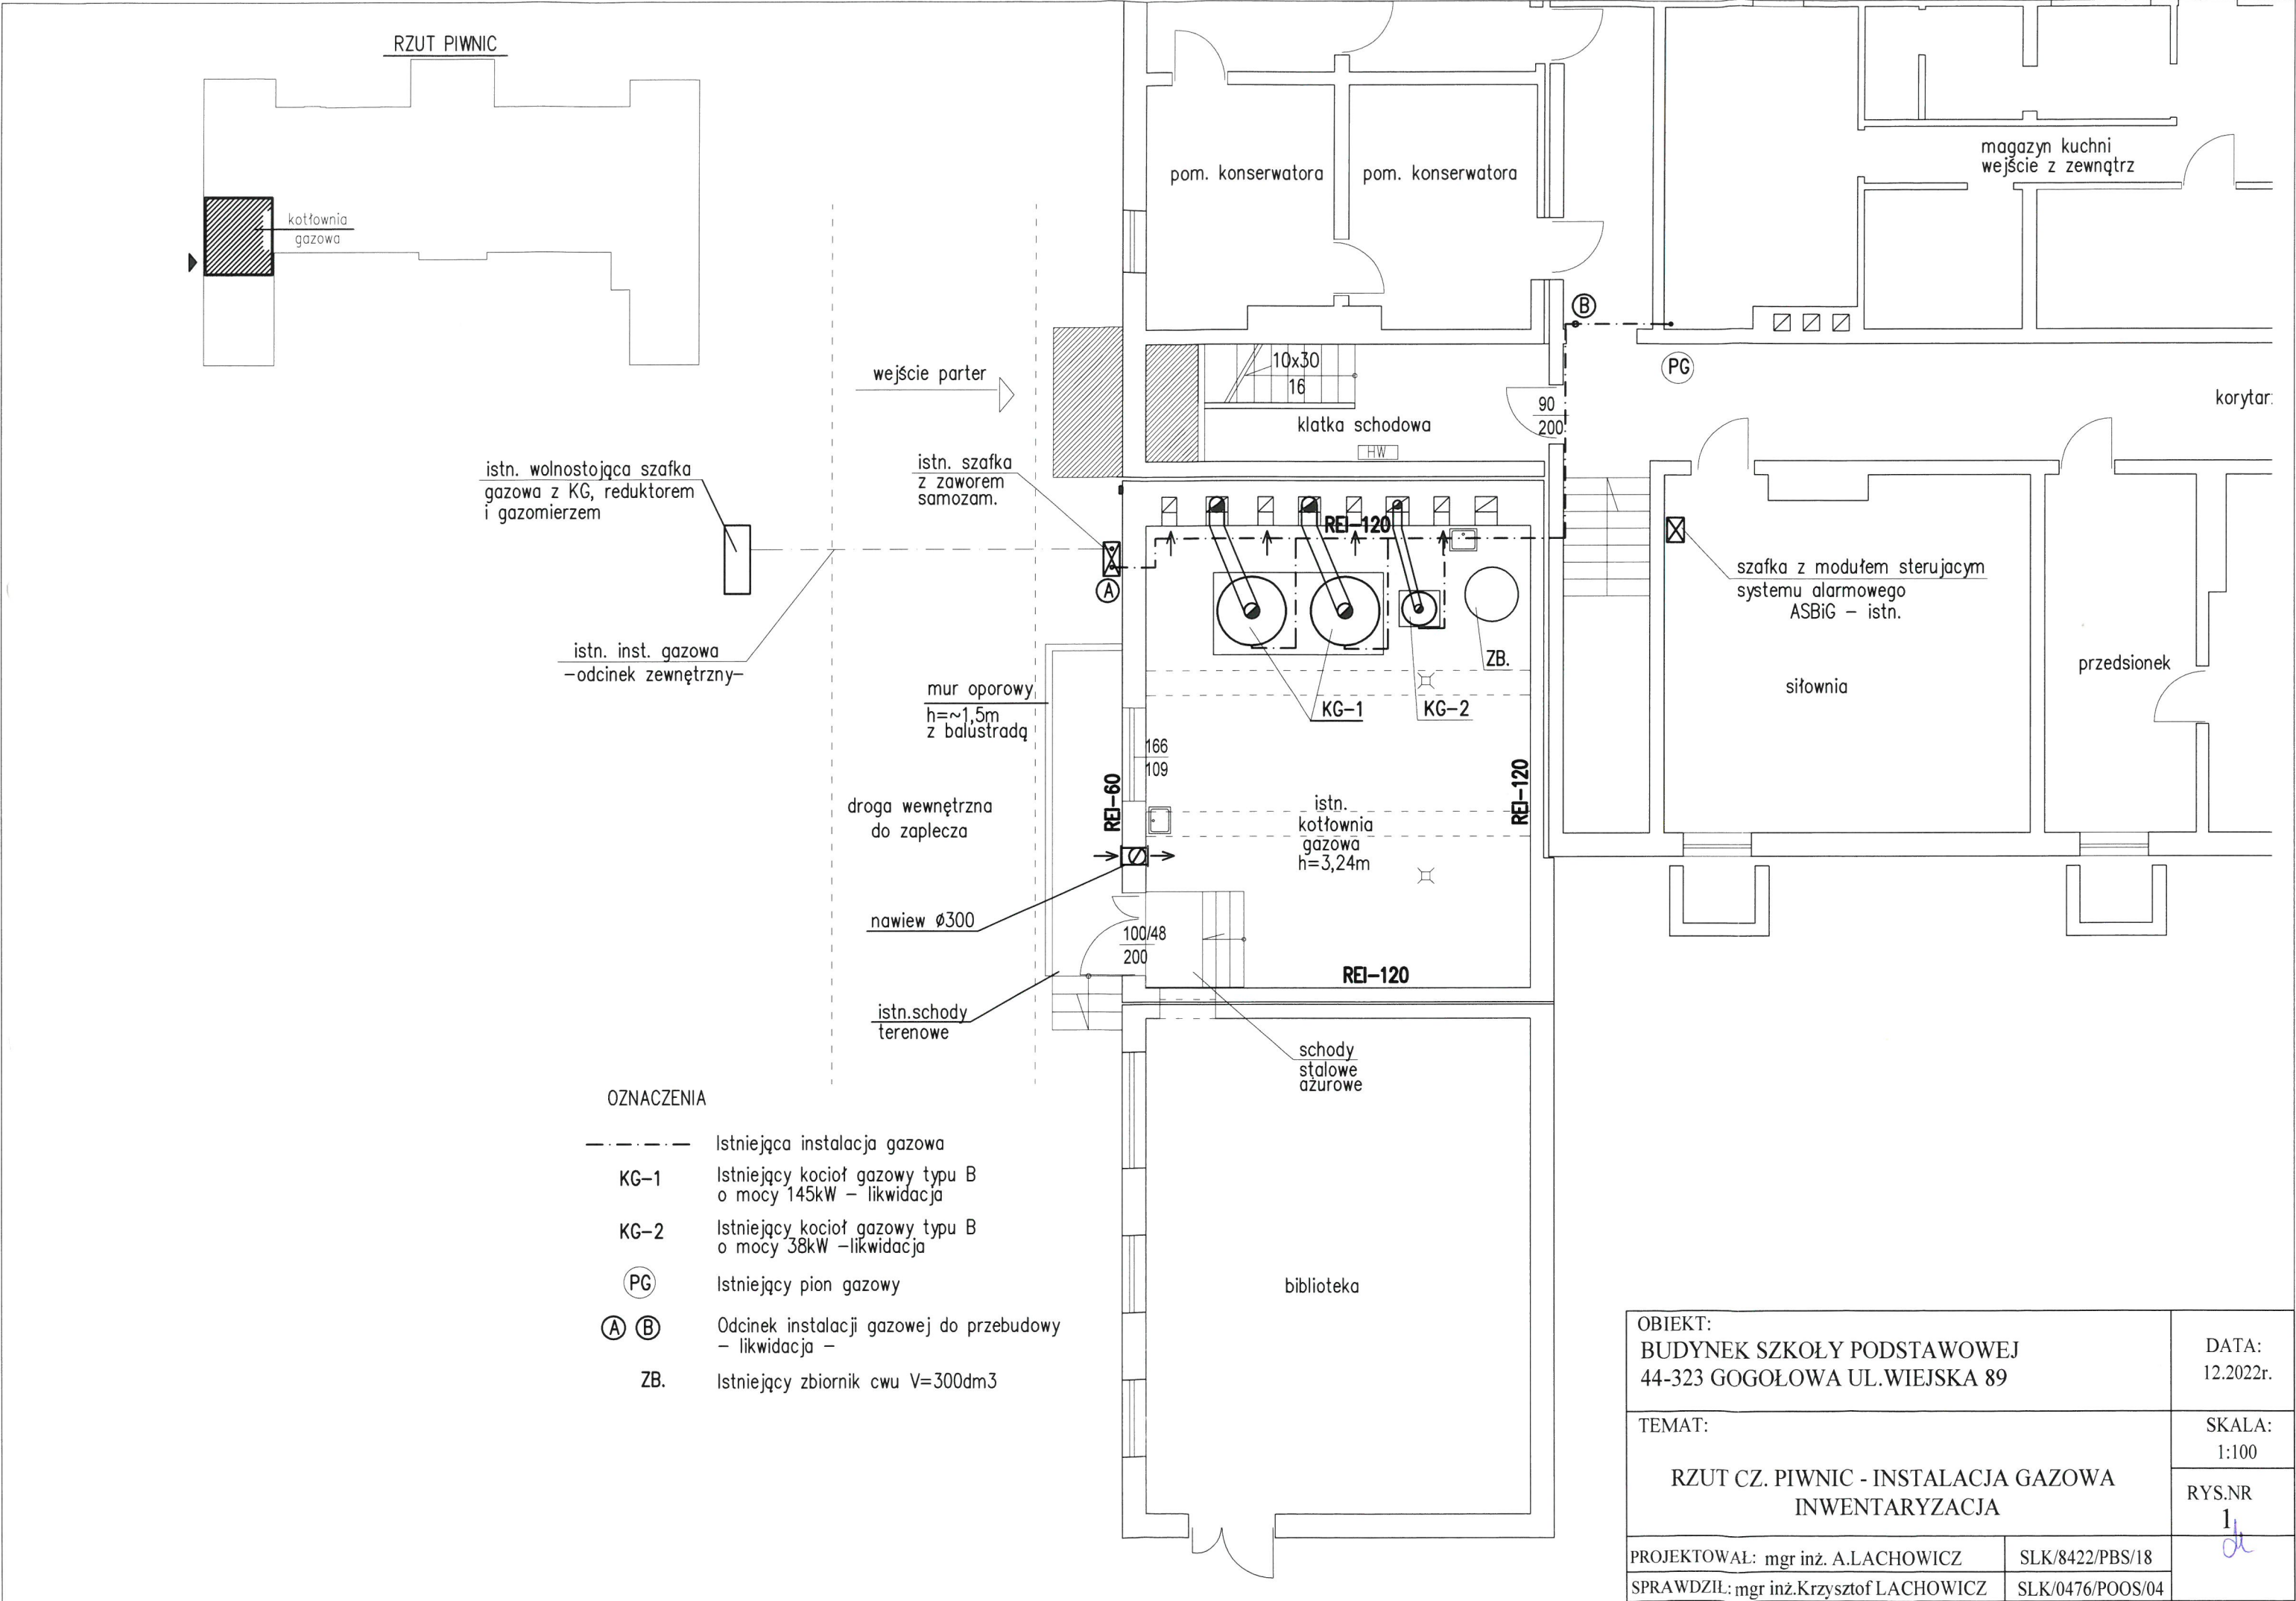 RZUT PIWNIC
kotłownia
gazowa
pom. konserwatora
pom. konserwatora
magazyn kuchni
wejście z zewnątrz
B
PG
korytarz
wejście parter
10x30
16
klatka schodowa
HW
90
200
istn. wolnostojąca szafka
gazowa z KG, reduktorem
i gazomierzem
istn. szafka
z zaworem
samozam.
A
REI-120
szafka z modułem sterujacym
systemu alarmowego
ASBiG - istn.
siłownia
przedsionek
istn. inst. gazowa
-odcinek zewnętrzny-
ZB.
KG-1
KG-2
mur oporowy
h=~1,5m
z balustradą
166
109
REI-60
REI-120
droga wewnętrzna
do zaplecza
istn.
kotłownia
gazowa
h=3,24m
nawiew ø300
100/48
200
REI-120
istn.schody
terenowe
schody
stalowe
ażurowe
biblioteka
OZNACZENIA
Istniejąca instalacja gazowa
KG-1 Istniejący kocioł gazowy typu B
o mocy 145kW - likwidacja
KG-2 Istniejący kocioł gazowy typu B
o mocy 38kW -likwidacja
PG Istniejący pion gazowy
A B Odcinek instalacji gazowej do przebudowy
- likwidacja -
ZB. Istniejący zbiornik cwu V=300dm3
OBIEKT:
BUDYNEK SZKOŁY PODSTAWOWEJ
44-323 GOGOŁOWA UL.WIEJSKA 89
DATA:
12.2022r.
TEMAT:
RZUT CZ. PIWNIC - INSTALACJA GAZOWA
INWENTARYZACJA
SKALA:
1:100
RYS.NR
1
PROJEKTOWAŁ: mgr inż. A.LACHOWICZ SLK/8422/PBS/18
SPRAWDZIŁ: mgr inż.Krzysztof LACHOWICZ SLK/0476/POOS/04